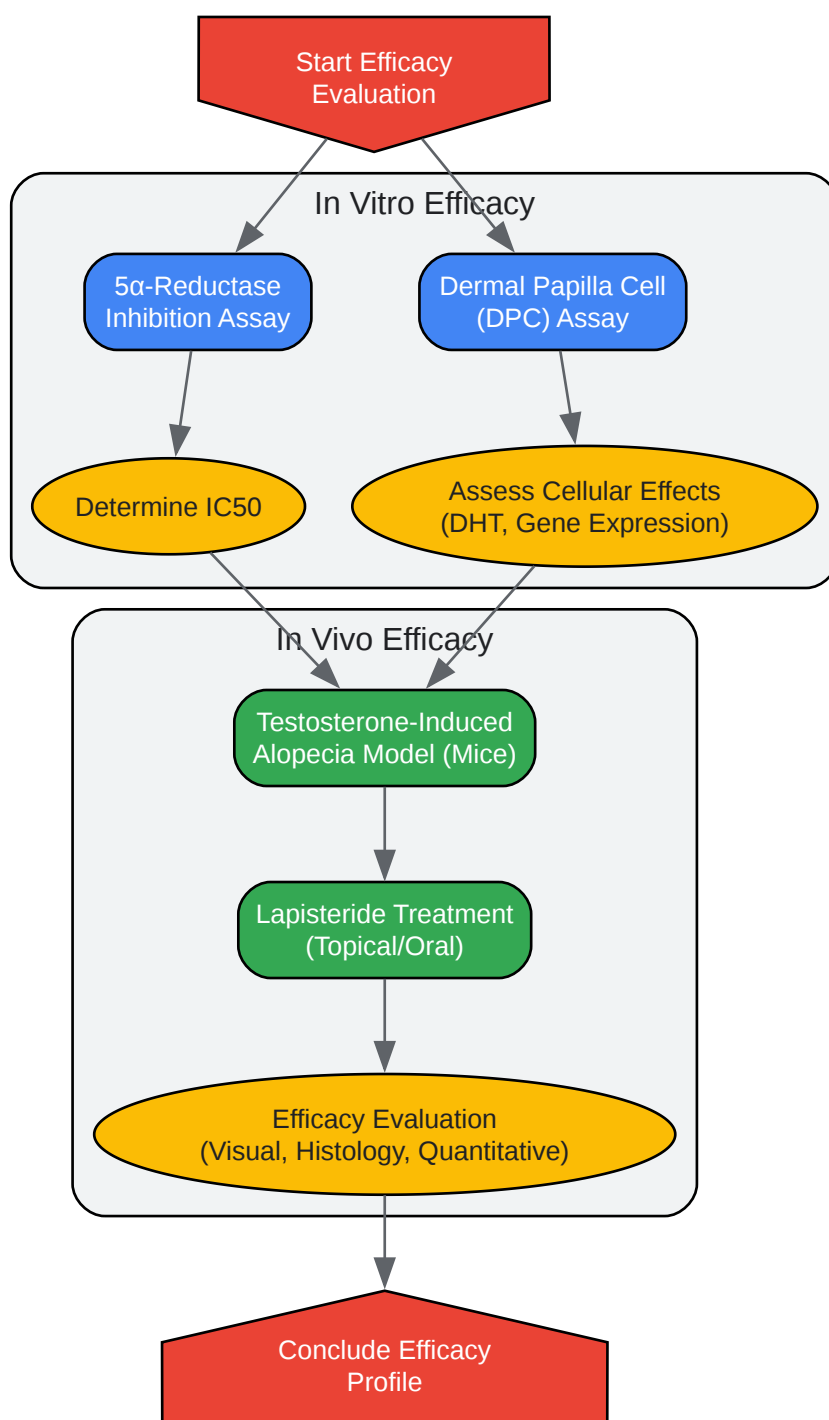 Start Efficacy
Evaluation
In Vitro Efficacy
5α-Reductase
Inhibition Assay
Dermal Papilla Cell
(DPC) Assay
Determine IC50
Assess Cellular Effects
(DHT, Gene Expression)
In Vivo Efficacy
Testosterone-Induced
Alopecia Model (Mice)
Lapisteride Treatment
(Topical/Oral)
Efficacy Evaluation
(Visual, Histology, Quantitative)
Conclude Efficacy
Profile